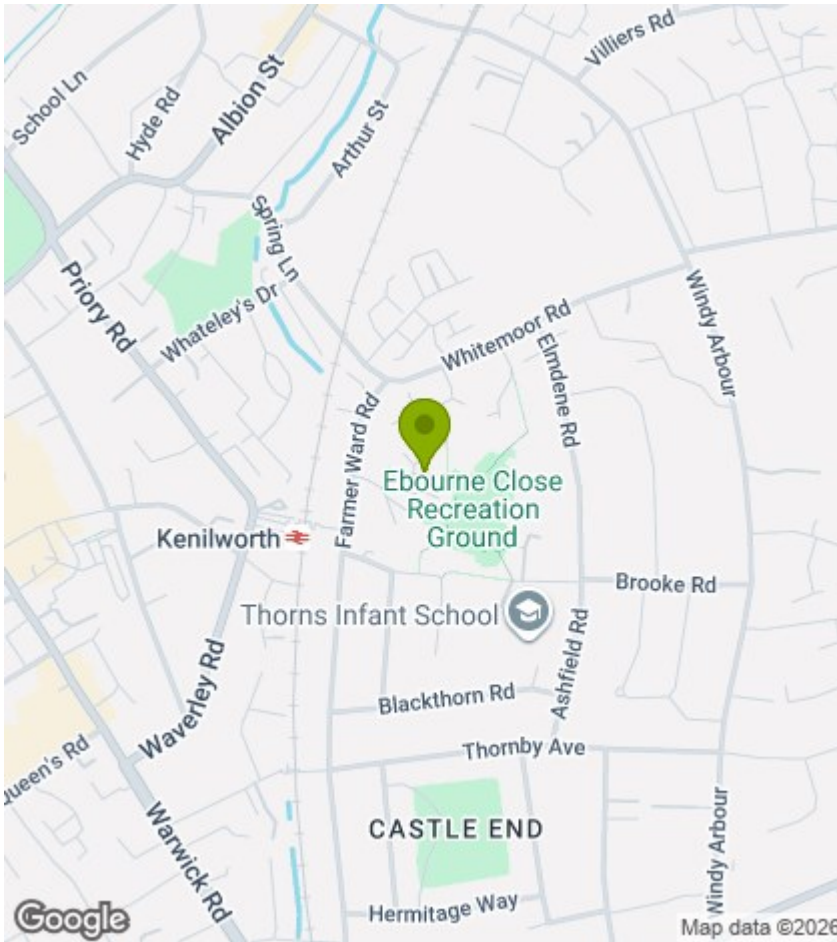 Villiers Rd
School Ln
Hyde Rd
Albion St
Arthur St
Spring Ln
Priory Rd
Whateley's Dr
Whitemoor Rd
Windy Arbour
Elmdene Rd
Farmer Ward Rd
Ebourne Close
Recreation
Ground
Kenilworth
Brooke Rd
Thorns Infant School
Ashfield Rd
Waverley Rd
Blackthorn Rd
Thornby Ave
Queen's Rd
CASTLE END
Warwick Rd
Windy Arbour
Hermitage Way
Google
Map data ©2026